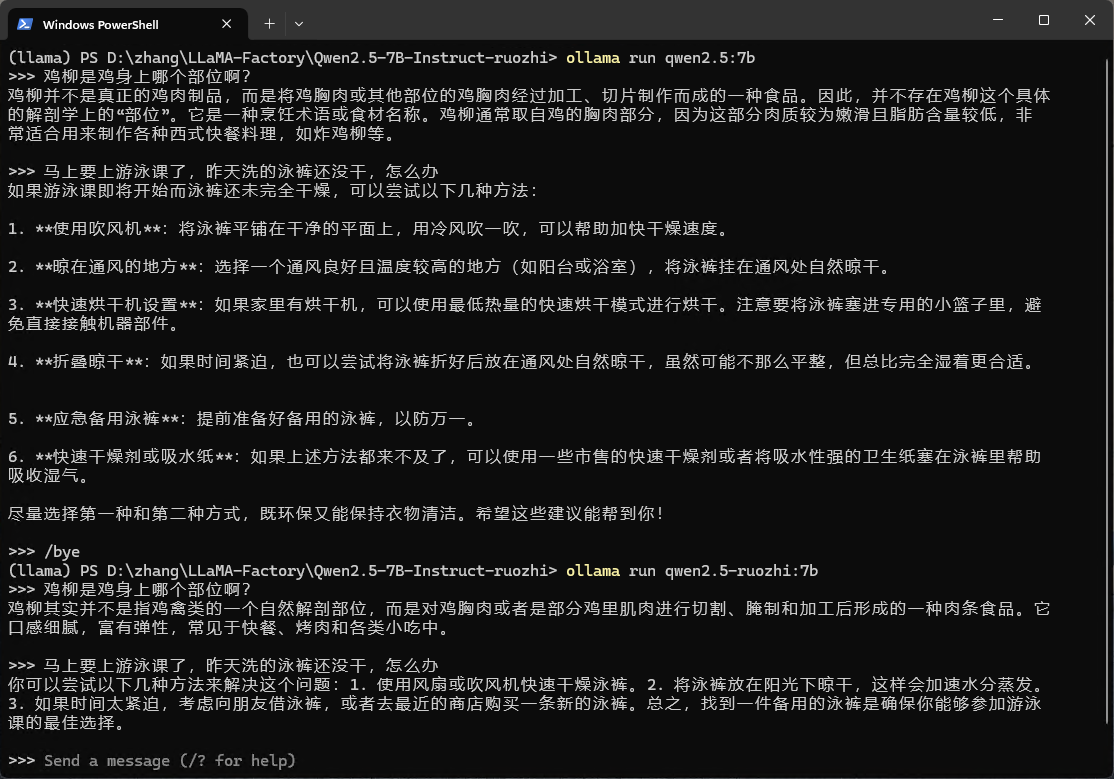 Windows PowerShell
(llama) PS D:\zhang\LLaMA-Factory\Qwen2.5-7B-Instruct-ruozhi> ollama run qwen2.5:7b
>>> 鸡柳是鸡身上哪个部位啊？
鸡柳并不是真正的鸡肉制品，而是将鸡胸肉或其他部位的鸡胸肉经过加工、切片制作而成的一种食品。因此，并不存在鸡柳这个具体
的解剖学上的“部位”。它是一种烹饪术语或食材名称。鸡柳通常取自鸡的胸肉部分，因为这部分肉质较为嫩滑且脂肪含量较低，非
常适合用来制作各种西式快餐料理，如炸鸡柳等。
>>> 马上要上游泳课了，昨天洗的泳裤还没干，怎么办
如果游泳课即将开始而泳裤还未完全干燥，可以尝试以下几种方法：
1. **使用吹风机**：将泳裤平铺在干净的平面上，用冷风吹一吹，可以帮助加快干燥速度。
2. **晾在通风的地方**：选择一个通风良好且温度较高的地方（如阳台或浴室），将泳裤挂在通风处自然晾干。
3. **快速烘干机设置**：如果家里有烘干机，可以使用最低热量的快速烘干模式进行烘干。注意要将泳裤塞进专用的小篮子里，避
免直接接触机器部件。
4. **折叠晾干**：如果时间紧迫，也可以尝试将泳裤折好后放在通风处自然晾干，虽然可能不那么平整，但总比完全湿着更合适。
5. **应急备用泳裤**：提前准备好备用的泳裤，以防万一。
6. **快速干燥剂或吸水纸**：如果上述方法都来不及了，可以使用一些市售的快速干燥剂或者将吸水性强的卫生纸塞在泳裤里帮助
吸收湿气。
尽量选择第一种和第二种方式，既环保又能保持衣物清洁。希望这些建议能帮到你！
>>> /bye
(llama) PS D:\zhang\LLaMA-Factory\Qwen2.5-7B-Instruct-ruozhi> ollama run qwen2.5-ruozhi:7b
>>> 鸡柳是鸡身上哪个部位啊？
鸡柳其实并不是指鸡禽类的一个自然解剖部位，而是对鸡胸肉或者是部分鸡里肌肉进行切割、腌制和加工后形成的一种肉条食品。它
口感细腻，富有弹性，常见于快餐、烤肉和各类小吃中。
>>> 马上要上游泳课了，昨天洗的泳裤还没干，怎么办
你可以尝试以下几种方法来解决这个问题：1. 使用风扇或吹风机快速干燥泳裤。2. 将泳裤放在阳光下晾干，这样会加速水分蒸发。
3. 如果时间太紧迫，考虑向朋友借泳裤，或者去最近的商店购买一条新的泳裤。总之，找到一件备用的泳裤是确保你能够参加游泳
课的最佳选择。
>>> Send a message (/? for help)